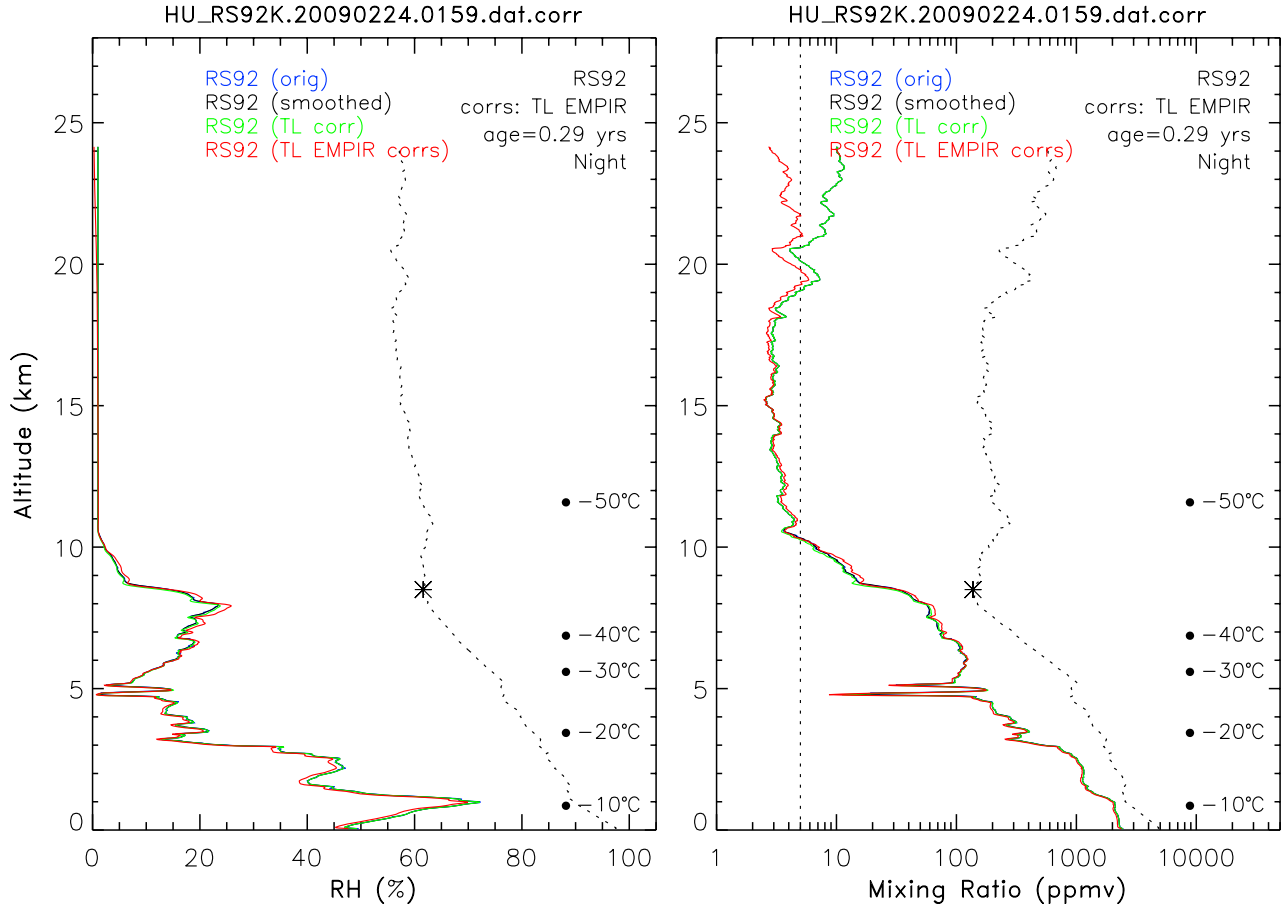 HU_RS92K.20090224.0159.dat.corr
RS92 (orig)
RS92 (smoothed)
RS92 (TL corr)
RS92 (TL EMPIR corrs)
RS92
corrs: TL EMPIR
age=0.29 yrs
Night
25
20
15
10
5
0
Altitude (km)
−50°C
−40°C
−30°C
−20°C
−10°C
0
20
40
60
80
100
RH (%)
HU_RS92K.20090224.0159.dat.corr
RS92 (orig)
RS92 (smoothed)
RS92 (TL corr)
RS92 (TL EMPIR corrs)
RS92
corrs: TL EMPIR
age=0.29 yrs
Night
25
20
15
10
5
0
−50°C
−40°C
−30°C
−20°C
−10°C
1
10
100
1000
10000
Mixing Ratio (ppmv)